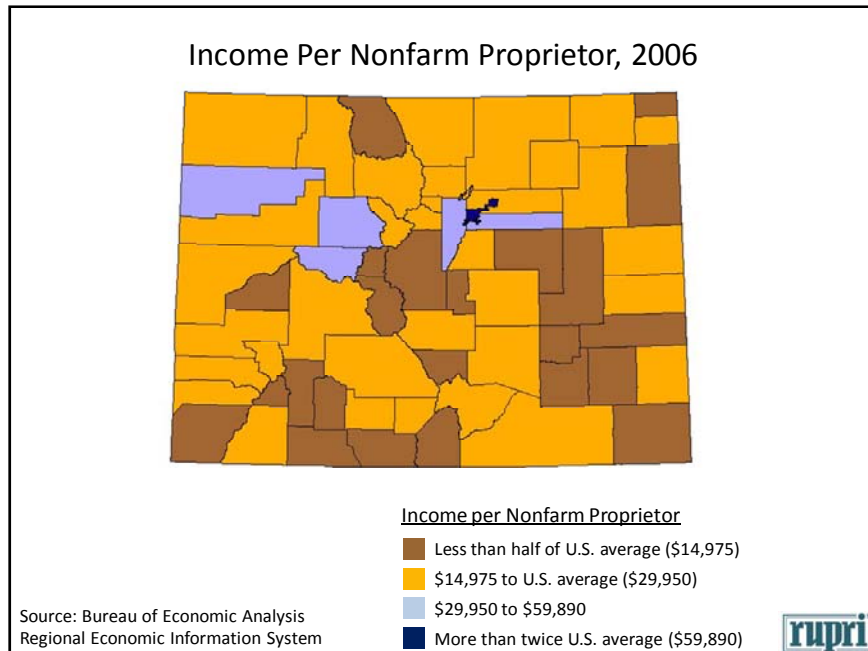 Income Per Nonfarm Proprietor, 2006
Income per Nonfarm Proprietor
Less than half of U.S. average ($14,975)
$14,975 to U.S. average ($29,950)
$29,950 to $59,890
More than twice U.S. average ($59,890)
Source: Bureau of Economic Analysis
Regional Economic Information System
rupri